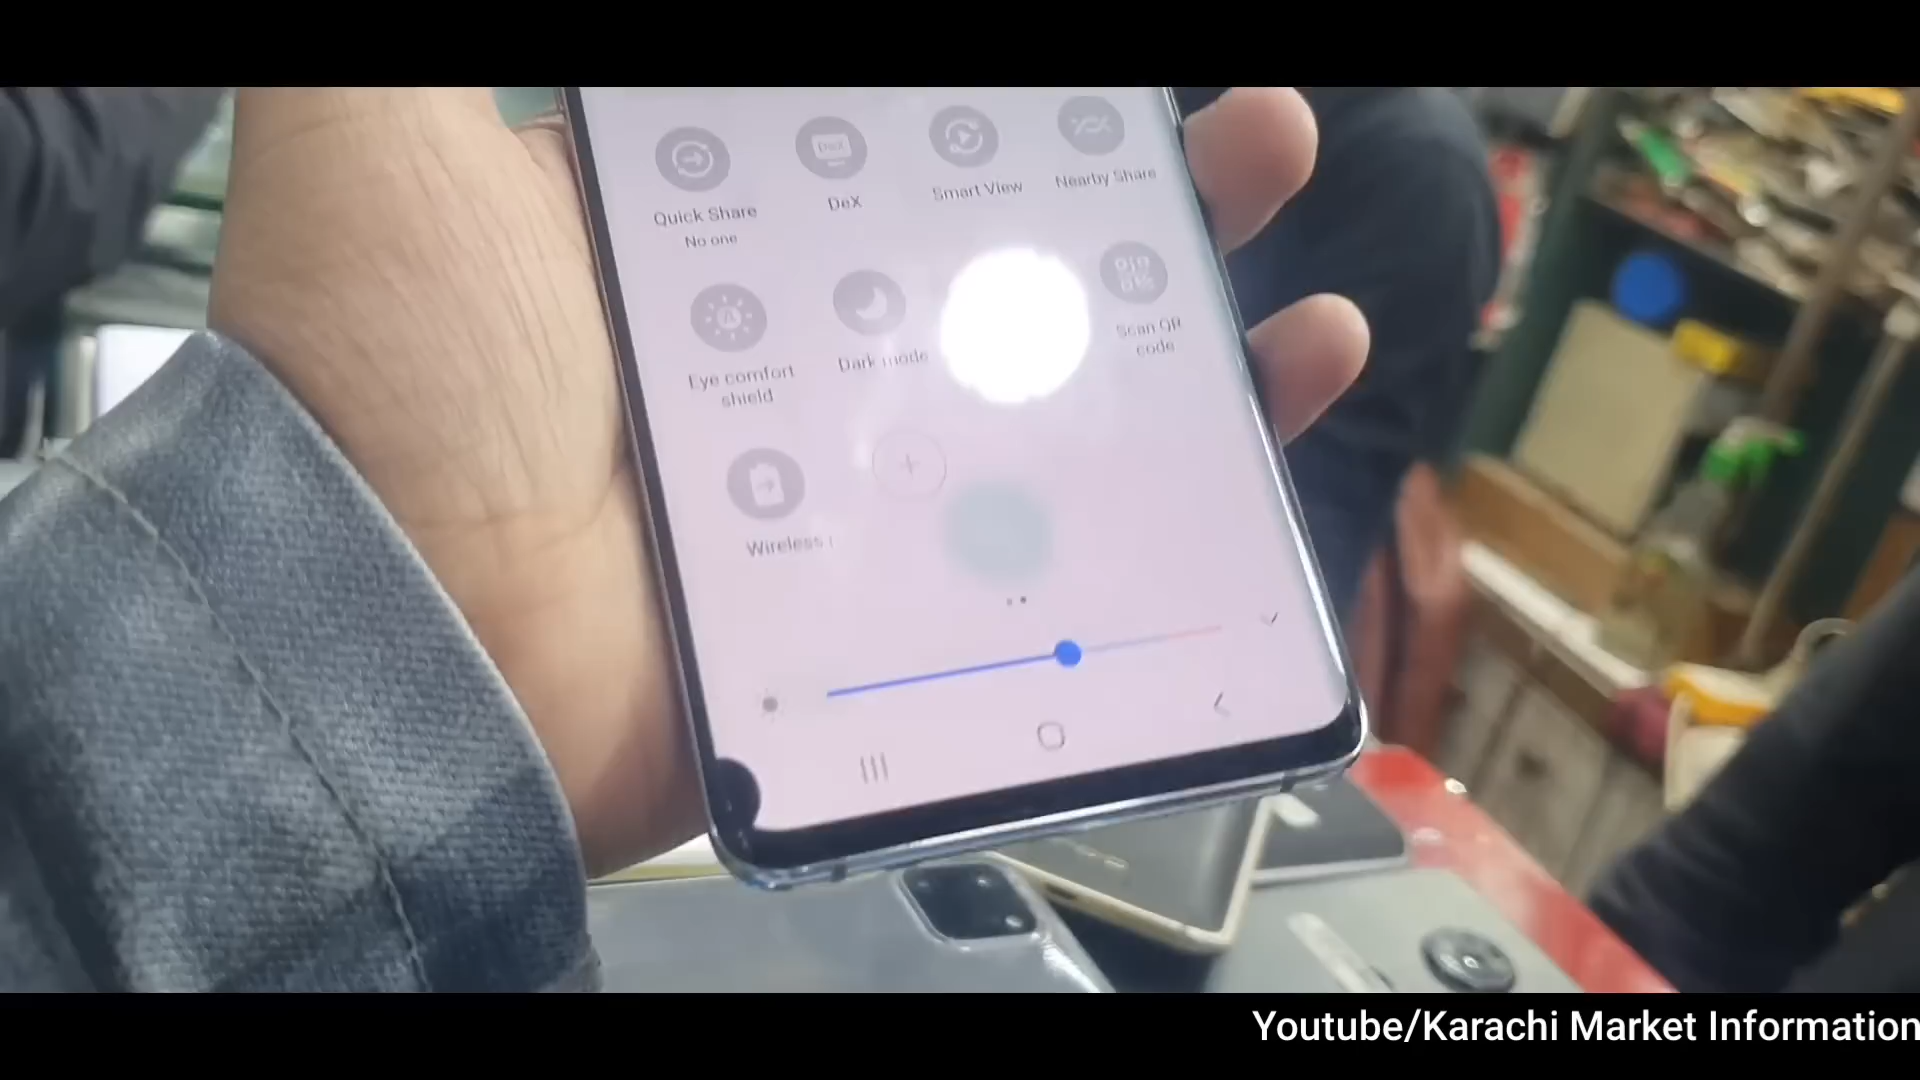 Quick Share
No one
DeX
DeX
Smart View
Nearby Share
Eye comfort
shield
Dark mode
Scan QR
code
Wireless
Youtube/Karachi Market Information